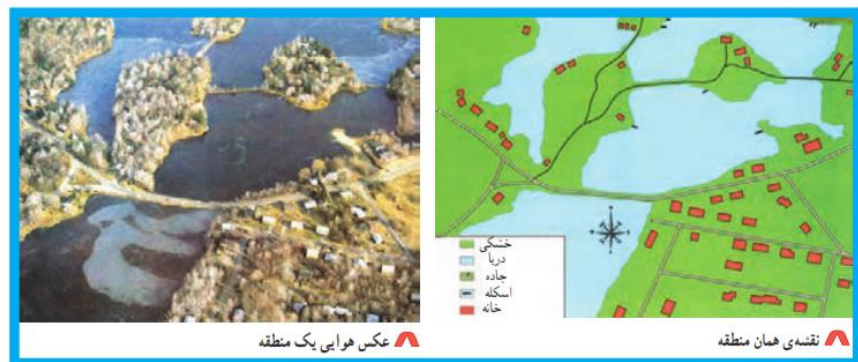 خشکی
دریا
جاده
اسکله
خانه
نقشه‌ی همان منطقه
عکس هوایی یک منطقه